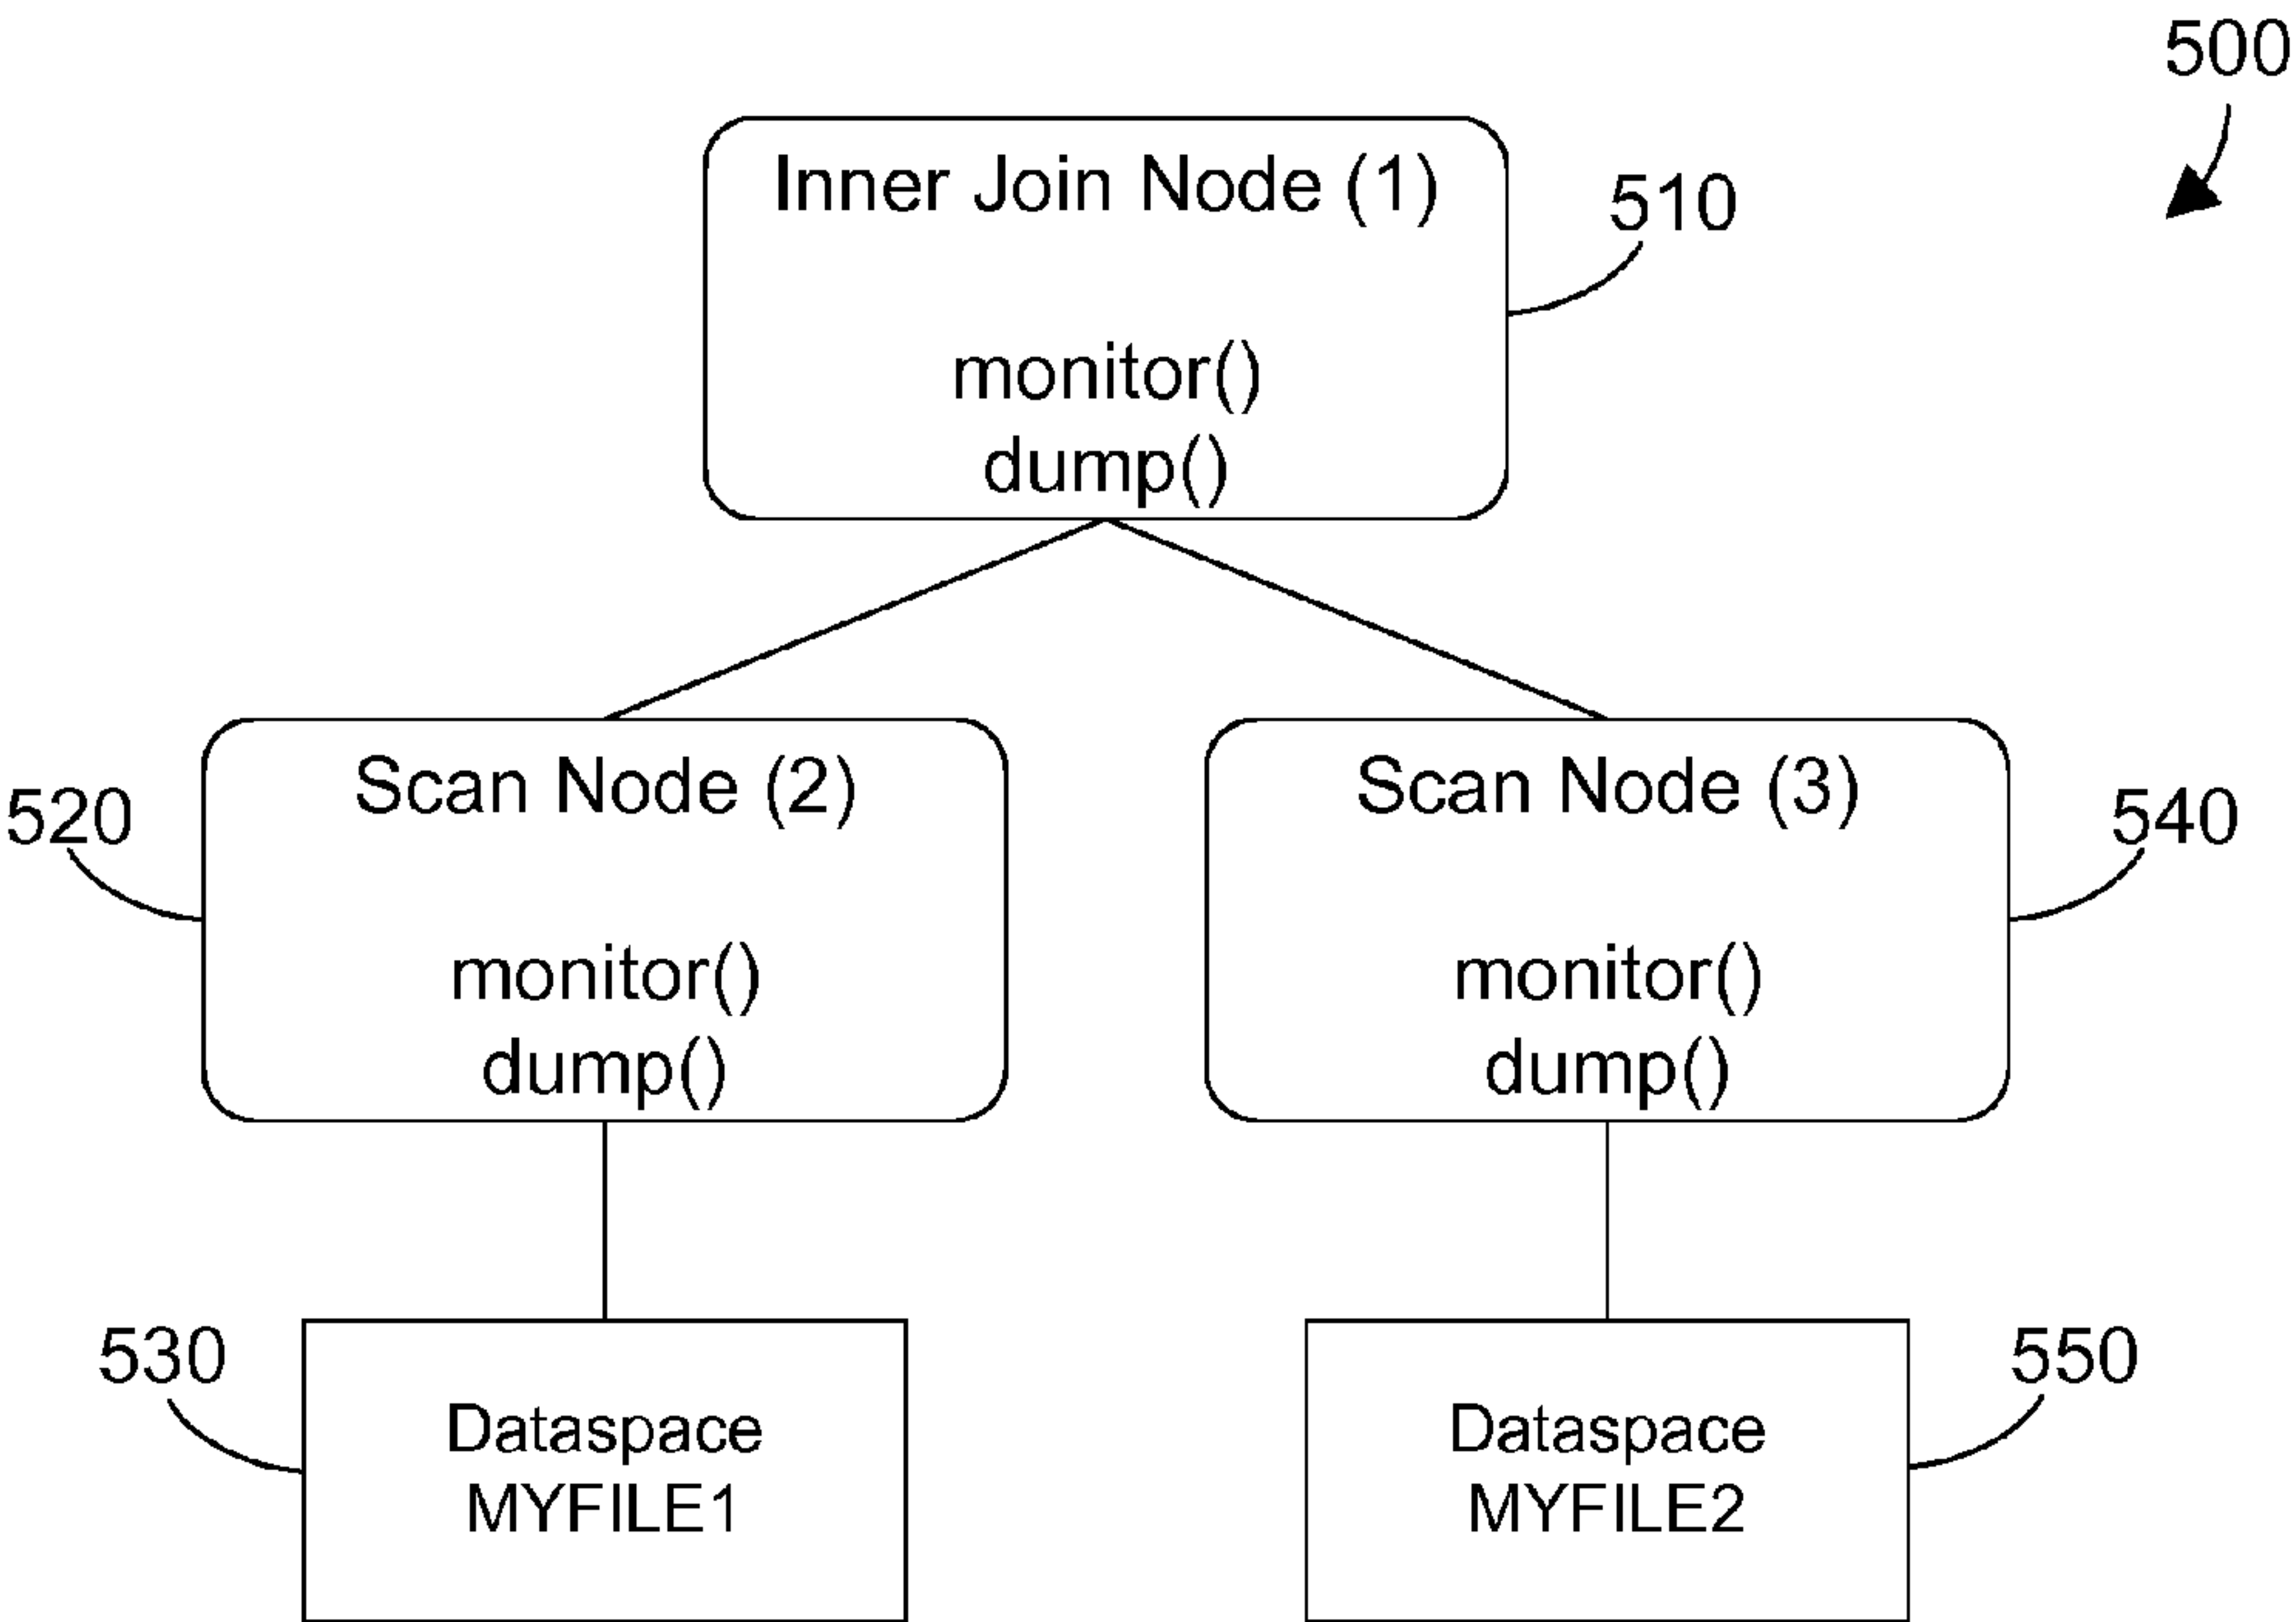 500
Inner Join Node (1)
510
monitor()
dump()
Scan Node (2)
Scan Node (3)
520
540
monitor()
monitor()
dump()
dump()
530
550
Dataspace
MYFILE1
Dataspace
MYFILE2